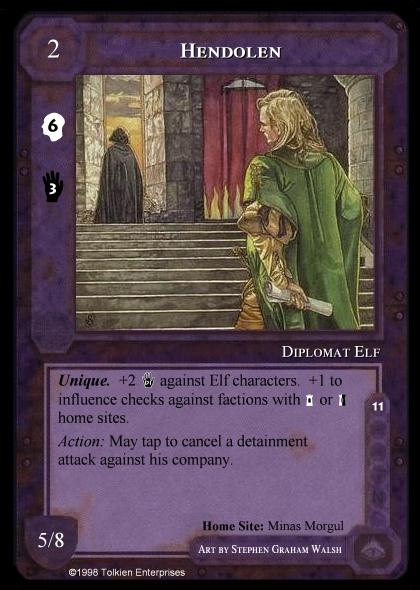 2
HENDOLEN
6
3
DIPLOMAT ELF
Unique. +2 DI against Elf characters. +1 to
influence checks against factions with or
home sites.
Action: May tap to cancel a detainment
attack against his company.
11
Home Site: Minas Morgul
5/8
ART BY STEPHEN GRAHAM WALSH
©1998 Tolkien Enterprises